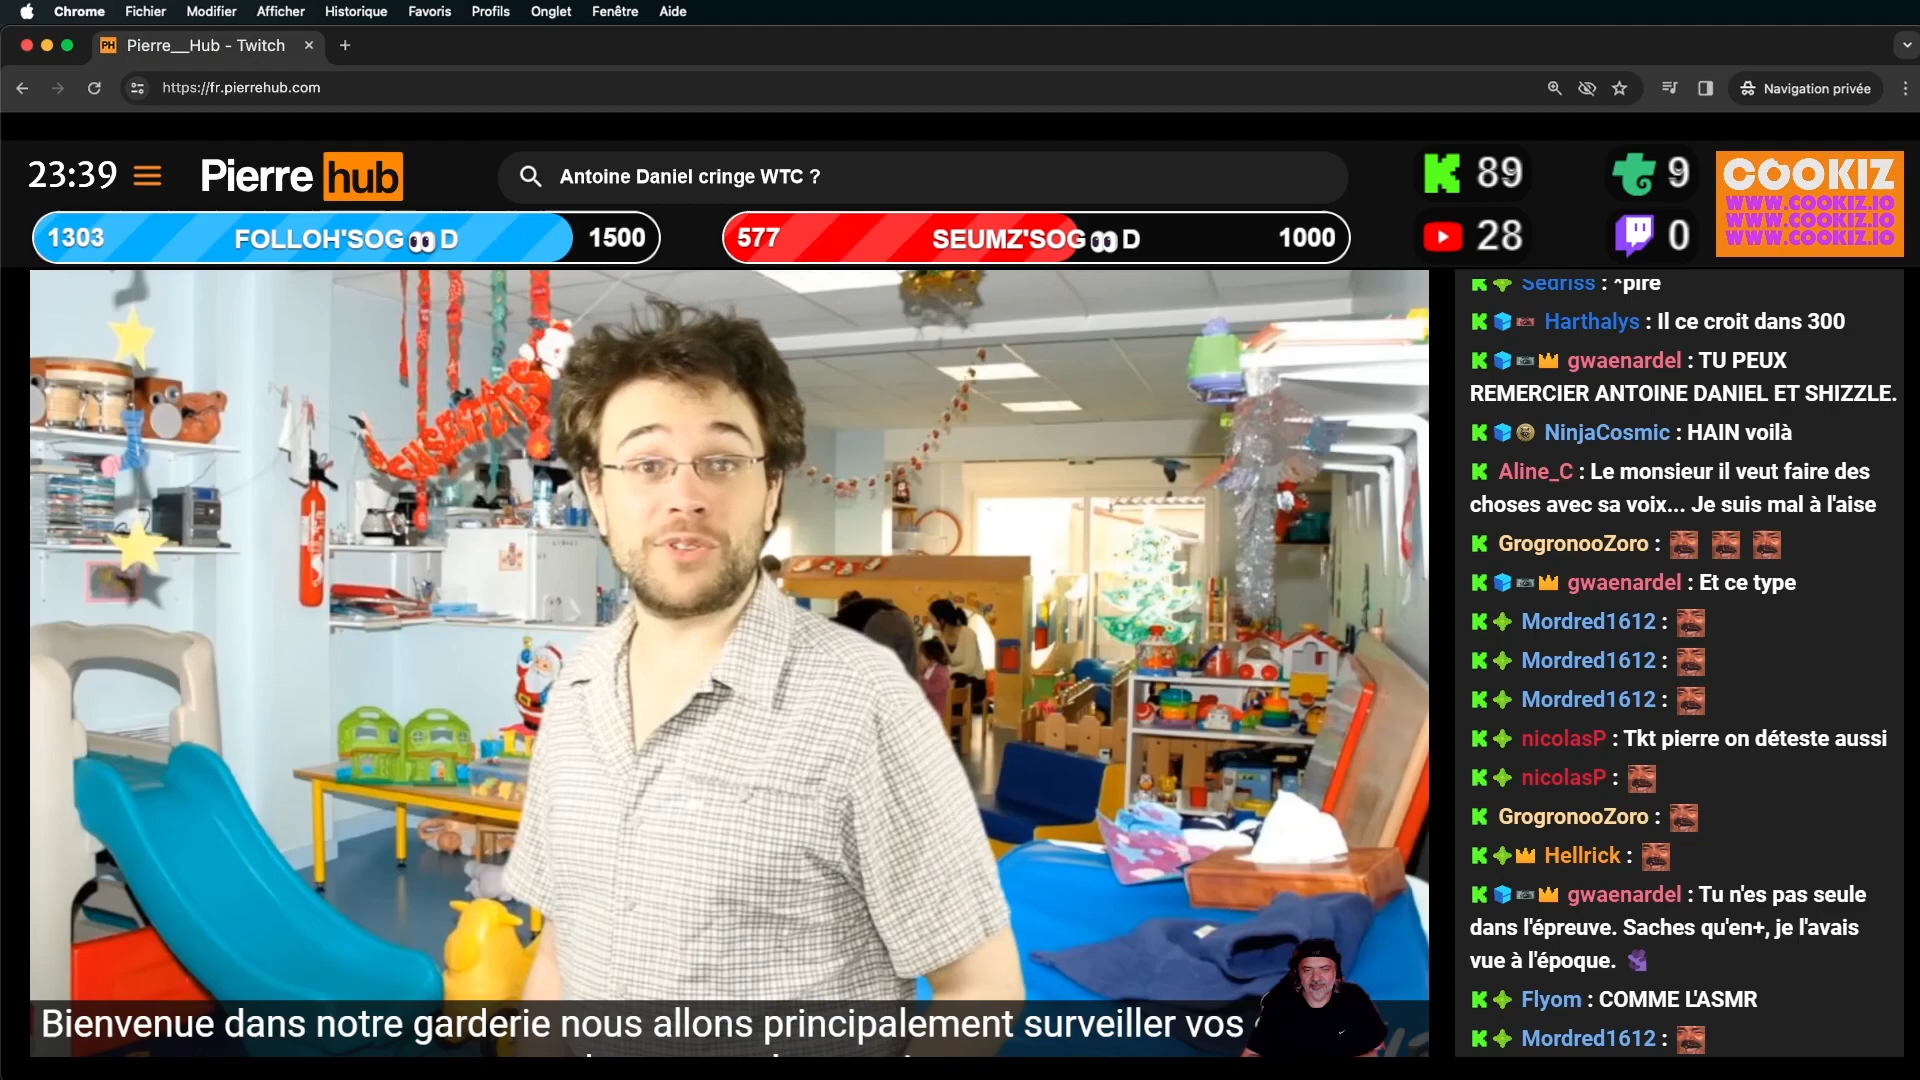 Chrome Fichier Modifier Afficher Historique Favoris Profils Onglet Fenêtre Aide
PH Pierre__Hub - Twitch
https://fr.pierrehub.com
Navigation privée
23:39
Pierre hub
Antoine Daniel cringe WTC ?
89
9
COOKIZ
WWW.COOKIZ.IO
WWW.COOKIZ.IO
WWW.COOKIZ.IO
1303 FOLLOH'SOG👀D 1500
577 SEUMZ'SOG👀D 1000
28
0
Sedriss : *pire
Harthalys : Il ce croit dans 300
gwaenardel : TU PEUX
REMERCIER ANTOINE DANIEL ET SHIZZLE.
NinjaCosmic : HAIN voilà
Aline_C : Le monsieur il veut faire des
choses avec sa voix... Je suis mal à l'aise
GrogronooZoro :
gwaenardel : Et ce type
Mordred1612 :
Mordred1612 :
Mordred1612 :
nicolasP : Tkt pierre on déteste aussi
nicolasP :
GrogronooZoro :
Hellrick :
gwaenardel : Tu n'es pas seule
dans l'épreuve. Saches qu'en+, je l'avais
vue à l'époque.
Flyom : COMME L'ASMR
Mordred1612 :
Bienvenue dans notre garderie nous allons principalement surveiller vos